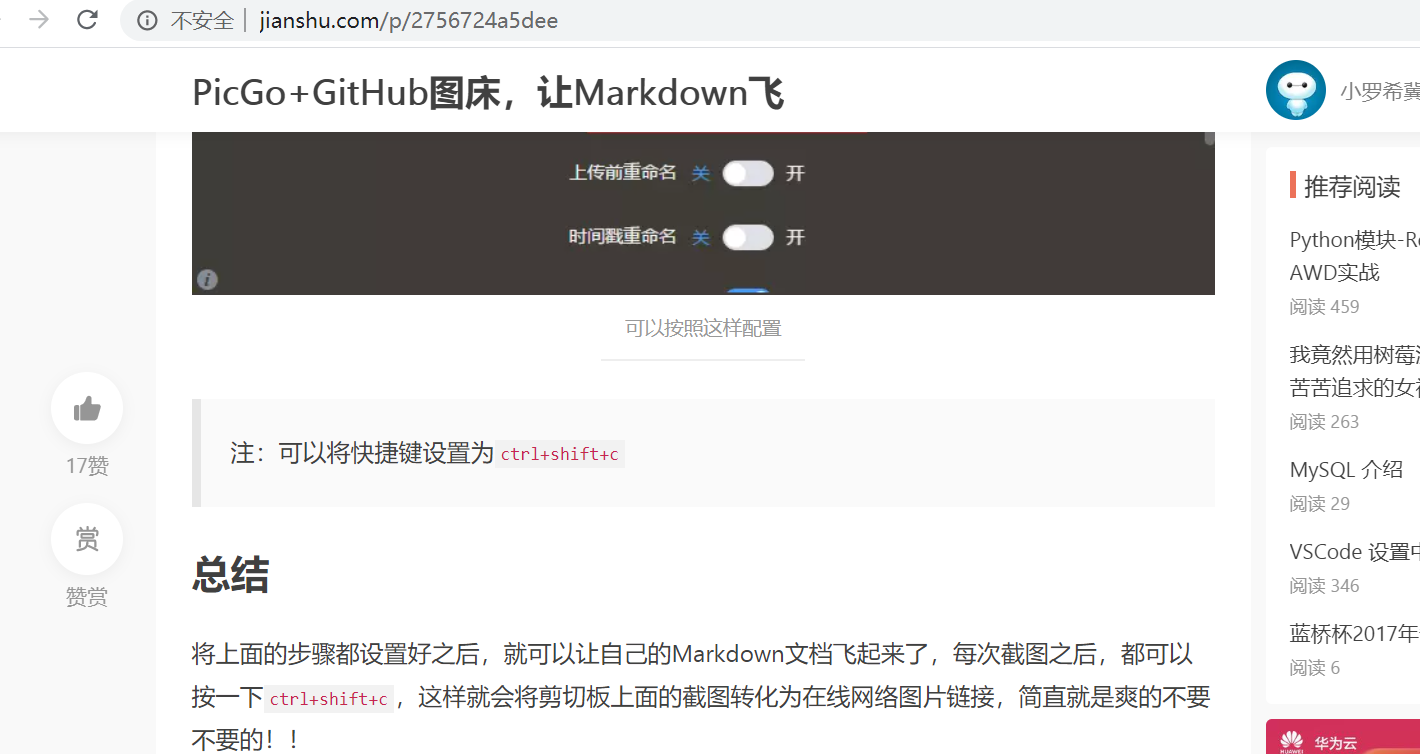 不安全 jianshu.com/p/2756724a5dee
PicGo+GitHub图床，让Markdown飞
小罗希冀
上传前重命名 关 开
时间戳重命名 关 开
可以按照这样配置
注：可以将快捷键设置为ctrl+shift+c
17赞
赏
赞赏
总结
将上面的步骤都设置好之后，就可以让自己的Markdown文档飞起来了，每次截图之后，都可以
按一下ctrl+shift+c，这样就会将剪切板上面的截图转化为在线网络图片链接，简直就是爽的不要
不要的！！
推荐阅读
Python模块-Re
AWD实战
阅读 459
我竟然用树莓
苦苦追求的女
阅读 263
MySQL 介绍
阅读 29
VSCode 设置
阅读 346
蓝桥杯2017年
阅读 6
HUAWEI 华为云